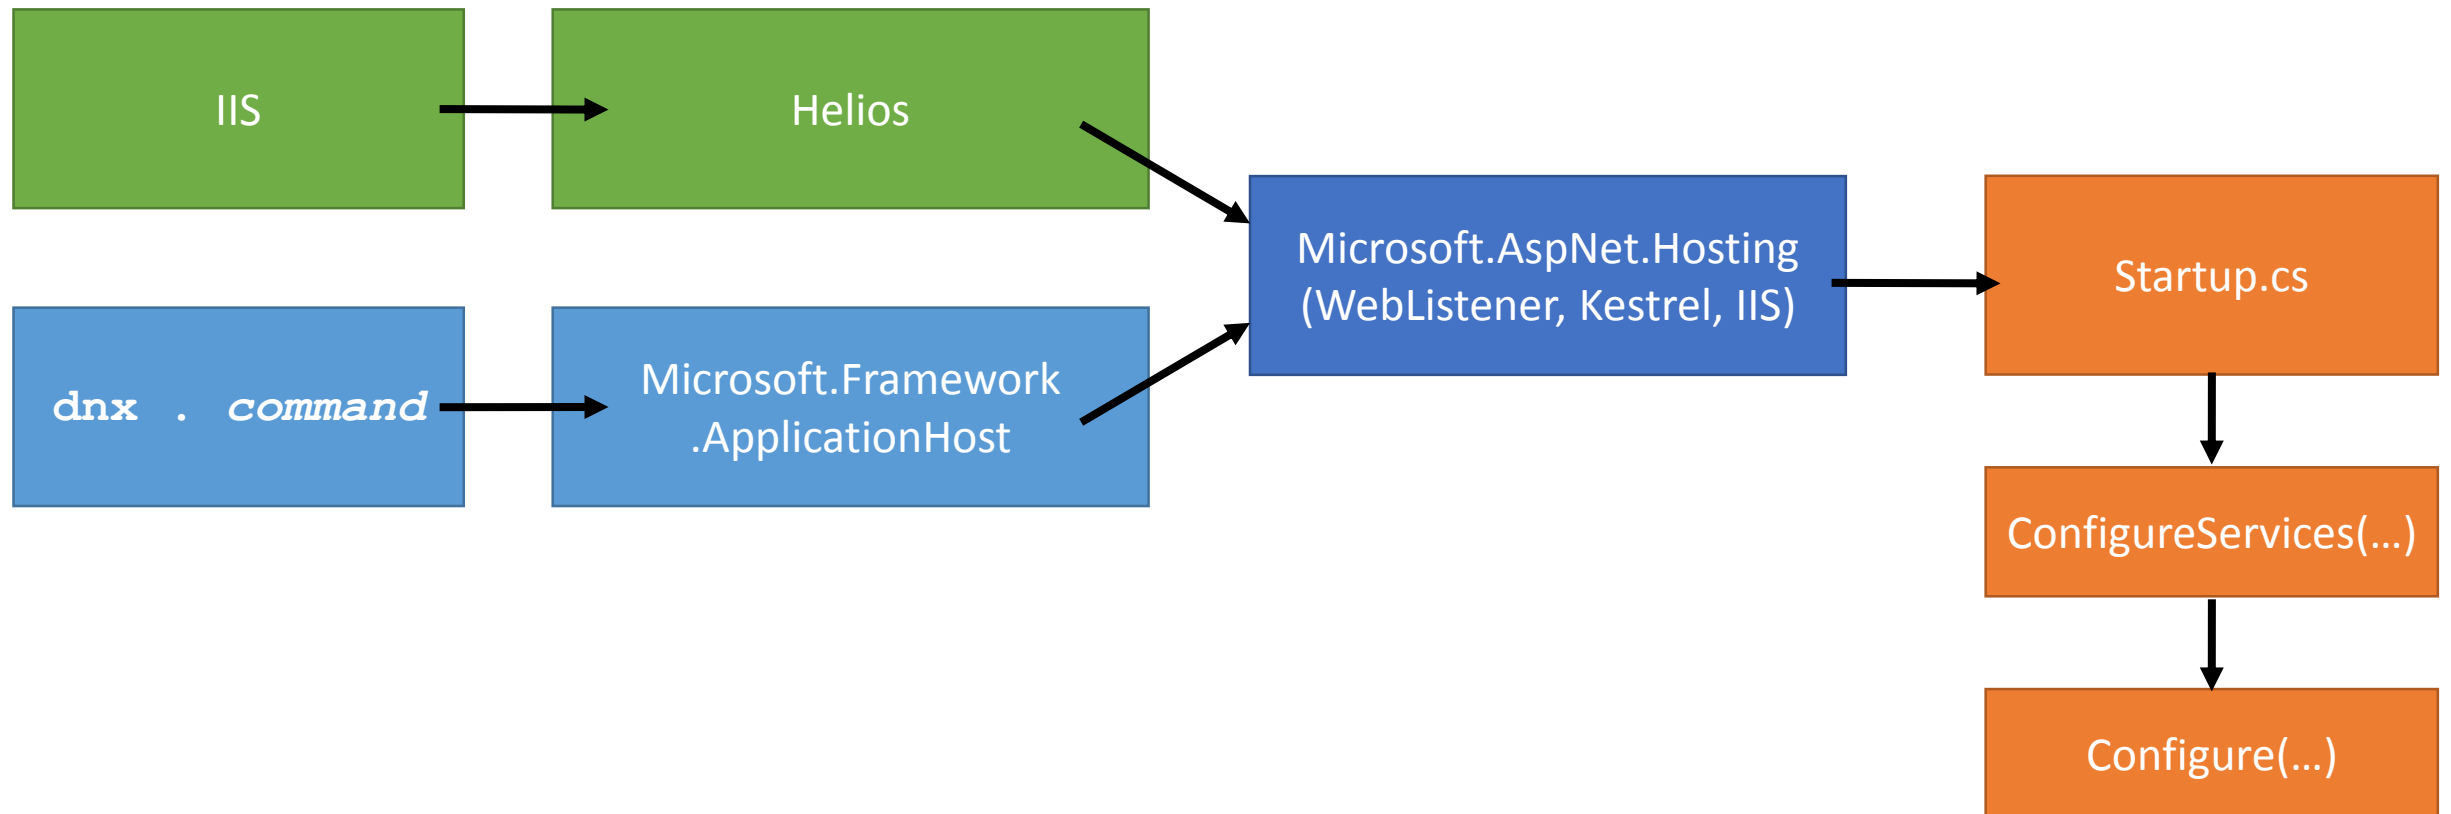 IIS
Helios
dnx . command
Microsoft.Framework
.ApplicationHost
Microsoft.AspNet.Hosting
(WebListener, Kestrel, IIS)
Startup.cs
ConfigureServices(…)
Configure(…)